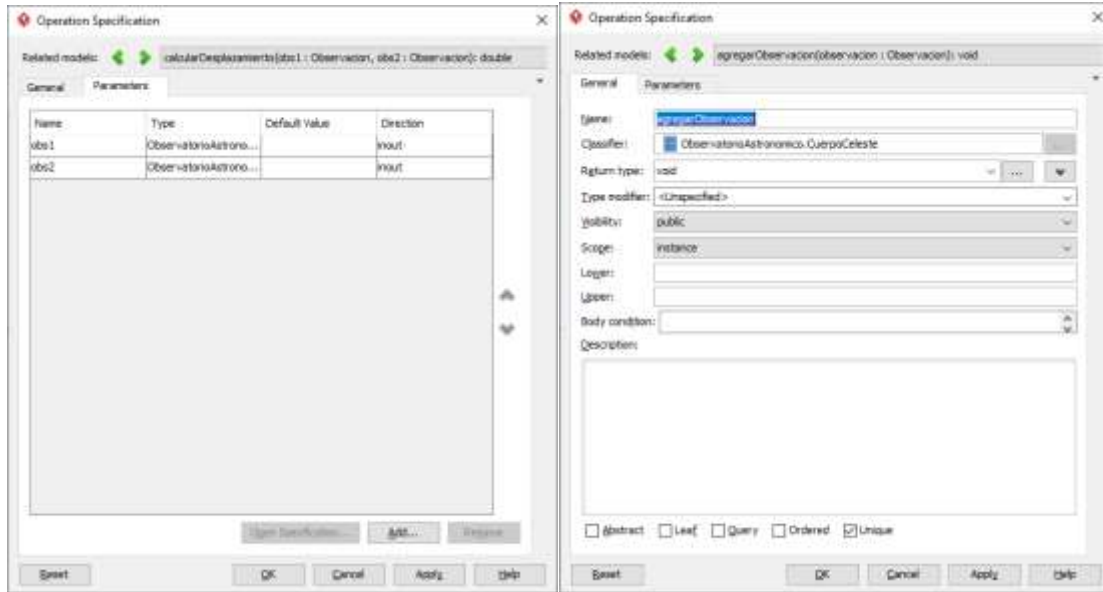 Operation Specification
Related models: calcularDesplazamiento(obs1 : Observacion, obs2 : Observacion): double
General Parameters
Name Type Default Value Direction
obs1 ObservatorioAstrono... inout
obs2 ObservatorioAstrono... inout
Open Specification... Add... Remove
Reset OK Cancel Apply Help
Operation Specification
Related models: agregarObservacion(observacion : Observacion): void
General Parameters
Name: agregarObservacion
Classifier: ObservatorioAstronomico.CuerpoCeleste ...
Return type: void ...
Type modifier: <Unspecified>
Visibility: public
Scope: instance
Lower:
Upper:
Body condition:
Description:
Abstract Leaf Query Ordered Unique
Reset OK Cancel Apply Help